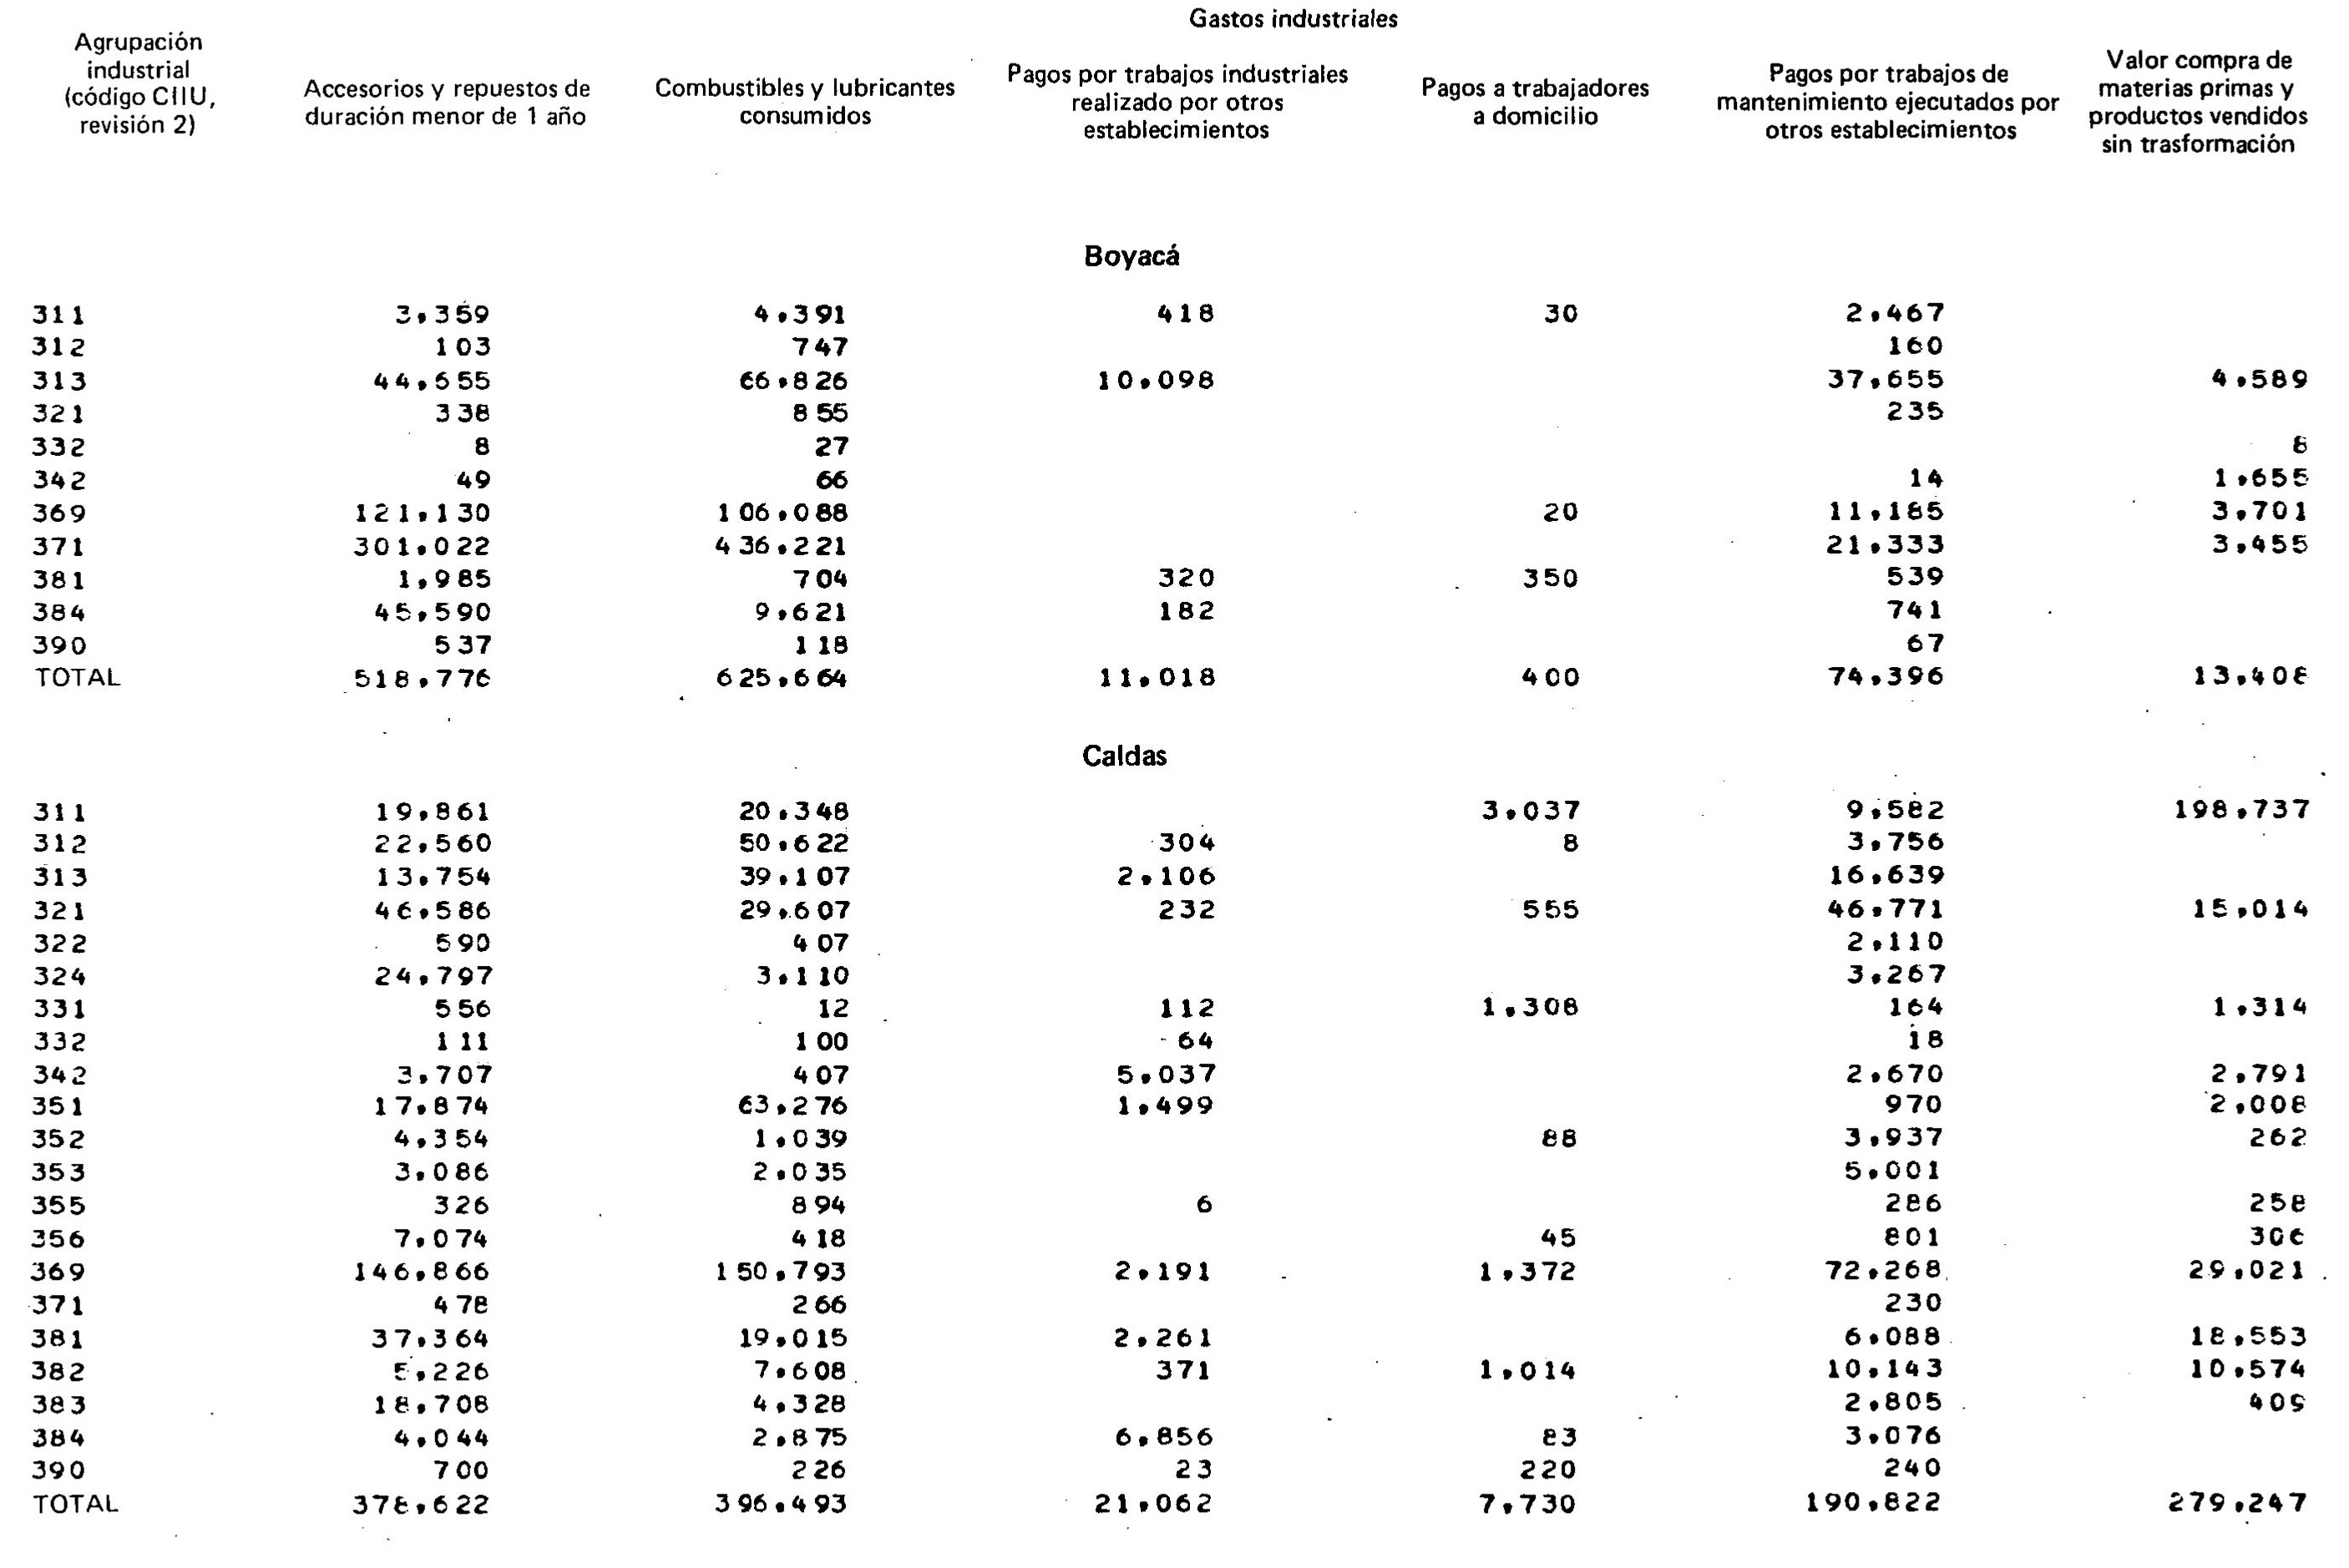 Gastos industriales
Agrupación
industrial
(código CIIU,
revisión 2)
Accesorios y repuestos de
duración menor de 1 año
Combustibles y lubricantes
consumidos
Pagos por trabajos industriales
realizado por otros
establecimientos
Pagos a trabajadores
a domicilio
Pagos por trabajos de
mantenimiento ejecutados por
otros establecimientos
Valor compra de
materias primas y
productos vendidos
sin trasformación
Boyacá
311 3,359 4,391 418 30 2,467
312 103 747 160
313 44,655 66,826 10,098 37,655 4,589
321 338 855 235
332 8 27 8
342 49 66 14 1,655
369 121,130 106,088 20 11,185 3,701
371 301,022 436,221 21,333 3,455
381 1,985 704 320 350 539
384 45,590 9,621 182 741
390 537 118 67
TOTAL 518,776 625,664 11,018 400 74,396 13,408
Caldas
311 19,861 20,348 3,037 9,582 198,737
312 22,560 50,622 304 8 3,756
313 13,754 39,107 2,106 16,639
321 46,586 29,607 232 555 46,771 15,014
322 590 407 2,110
324 24,797 3,110 3,267
331 556 12 112 1,308 164 1,314
332 111 100 64 18
342 3,707 407 5,037 2,670 2,791
351 17,874 63,276 1,499 970 2,008
352 4,354 1,039 88 3,937 262
353 3,086 2,035 5,001
355 326 894 6 286 258
356 7,074 418 45 801 306
369 146,866 150,793 2,191 1,372 72,268 29,021
371 478 266 230
381 37,364 19,015 2,261 6,088 18,553
382 5,226 7,608 371 1,014 10,143 10,574
383 18,708 4,328 2,805 409
384 4,044 2,875 6,856 83 3,076
390 700 226 23 220 240
TOTAL 378,622 396,493 21,062 7,730 190,822 279,247